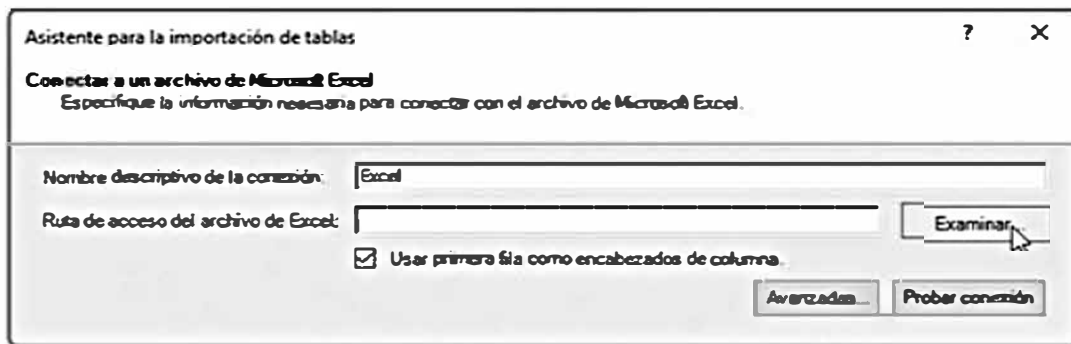 Asistente para la importación de tablas ? ×
Conectar a un archivo de Microsoft Excel
Especifique la información necesaria para conectar con el archivo de Microsoft Excel.
Nombre descriptivo de la conexión: Excel
Ruta de acceso del archivo de Excel: Examinar...
Usar primera fila como encabezados de columna.
Avanzadas... Probar conexión